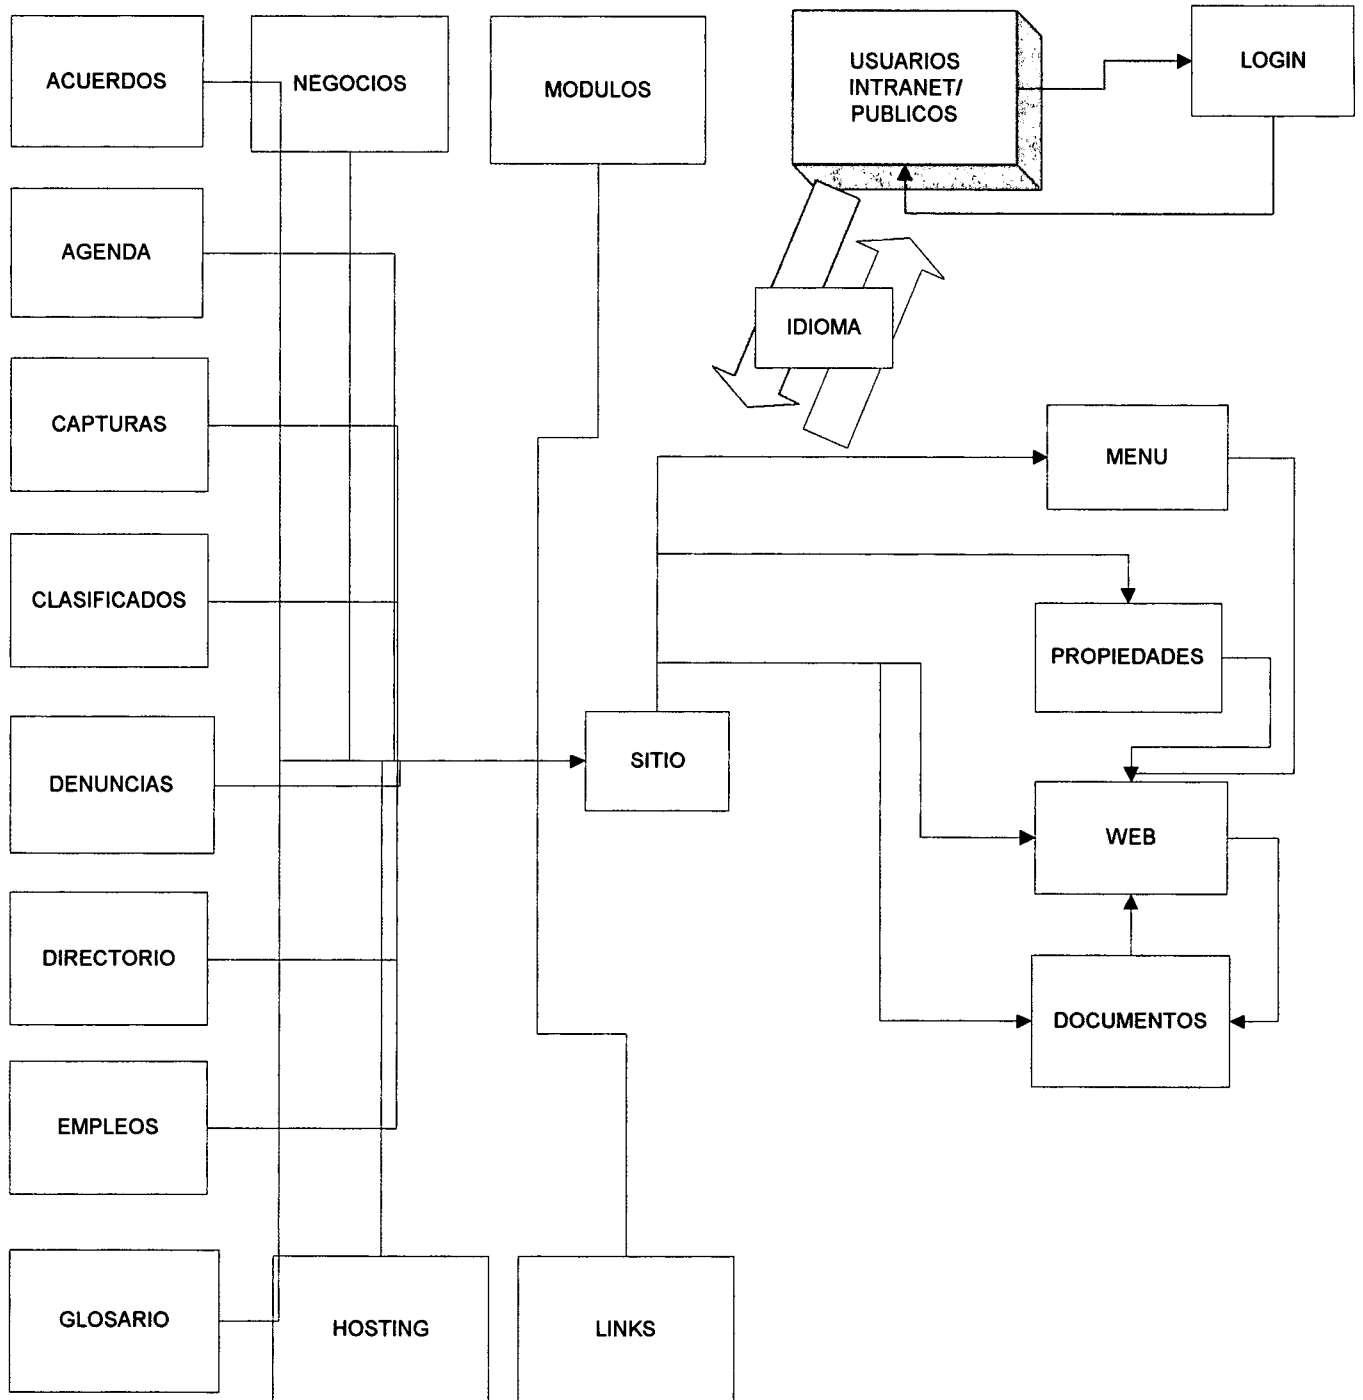 ACUERDOS
NEGOCIOS
MODULOS
USUARIOS
INTRANET/
PUBLICOS
LOGIN
AGENDA
IDIOMA
CAPTURAS
MENU
CLASIFICADOS
PROPIEDADES
DENUNCIAS
SITIO
WEB
DIRECTORIO
DOCUMENTOS
EMPLEOS
GLOSARIO
HOSTING
LINKS